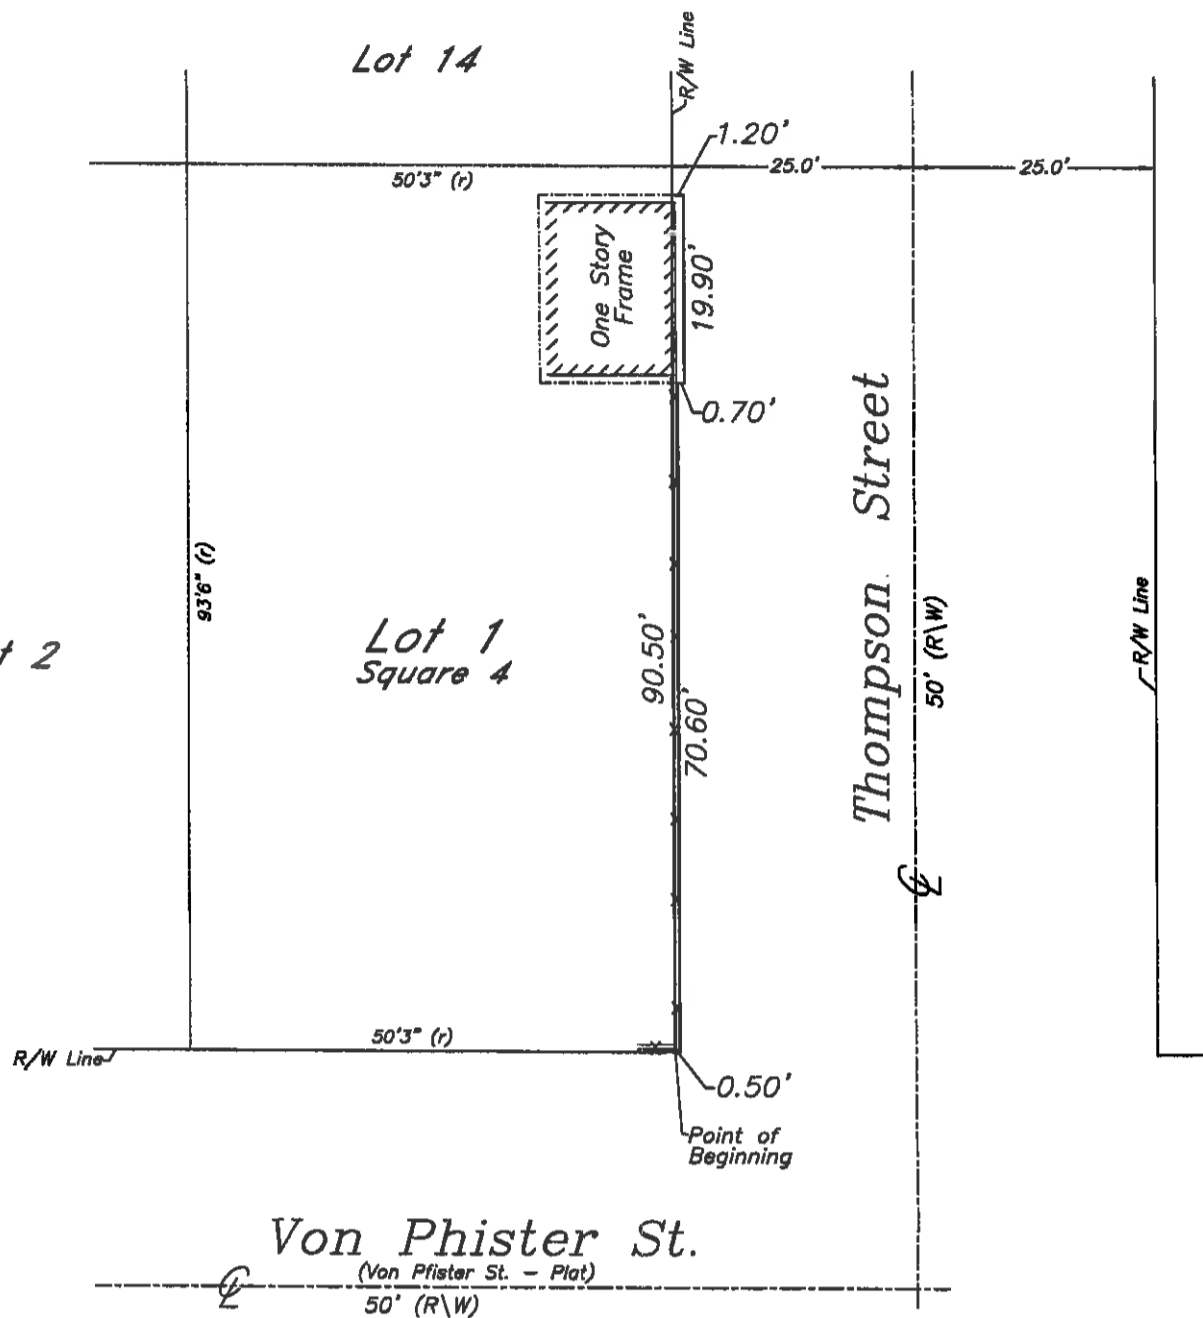 Lot 14
R/W Line
1.20'
50'3" (r)
25.0'
25.0'
One Story
Frame
19.90'
0.70'
Thompson Street
50' (R\W)
R/W Line
93'6" (r)
t 2
Lot 1
Square 4
90.50'
70.60'
50'3" (r)
R/W Line
0.50'
Point of
Beginning
Von Phister St.
(Von Pfister St. - Plat)
50' (R\W)